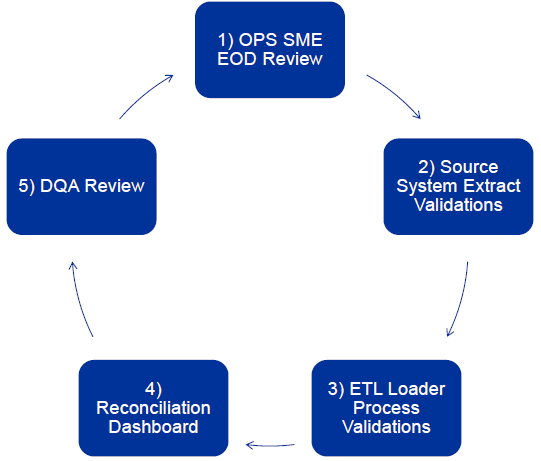 1) OPS SME
EOD Review
2) Source
System Extract
Validations
3) ETL Loader
Process
Validations
4)
Reconciliation
Dashboard
5) DQA Review